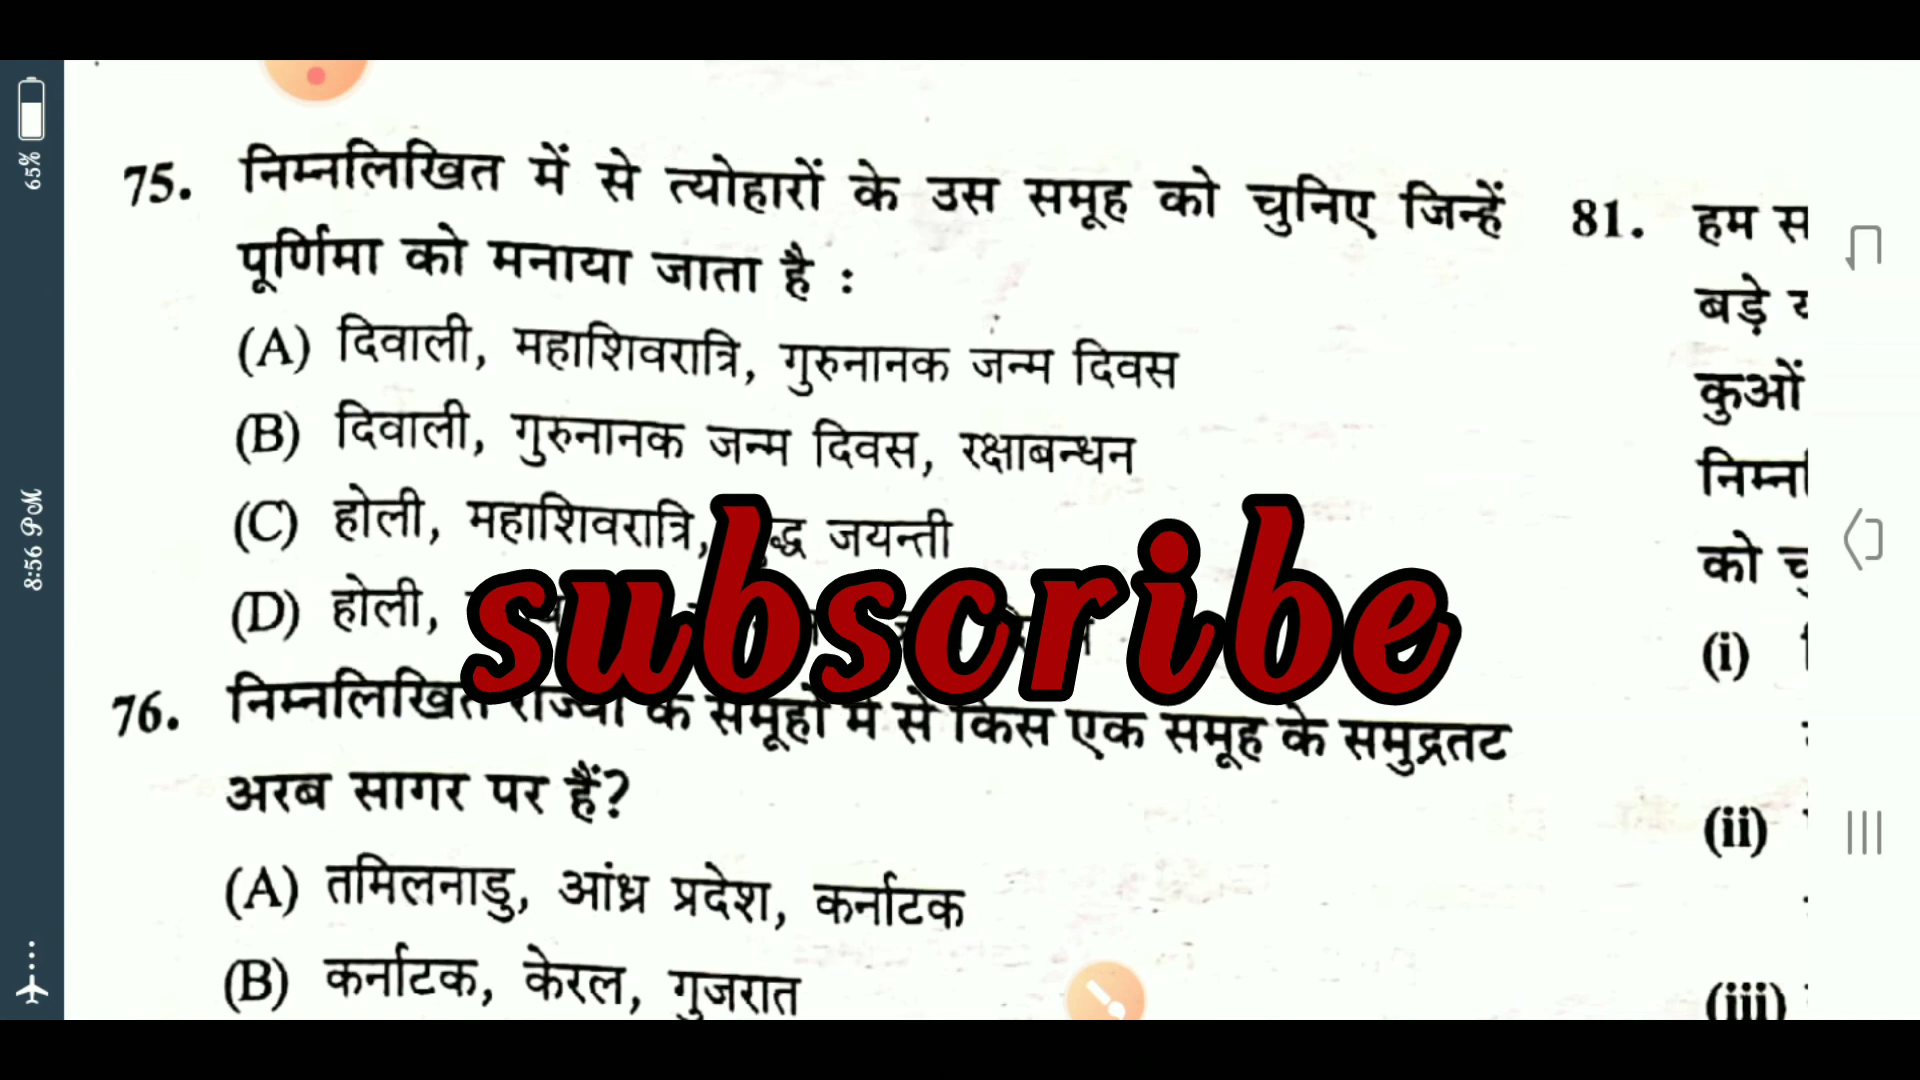 65%
8:56 PM
75. निम्नलिखित में से त्योहारों के उस समूह को चुनिए जिन्हें
पूर्णिमा को मनाया जाता है :
(A) दिवाली, महाशिवरात्रि, गुरुनानक जन्म दिवस
(B) दिवाली, गुरुनानक जन्म दिवस, रक्षाबन्धन
(C) होली, महाशिवरात्रि, जयन्ती
(D) होली,
subscribe
76. निम्नलिखित राज्यों के समूहों में से किस एक समूह के समुद्रतट
अरब सागर पर हैं?
(A) तमिलनाडु, आंध्र प्रदेश, कर्नाटक
(B) कर्नाटक, केरल, गुजरात
81. हम
बड़े
कुओं
को
(i)
(ii)
(iii)